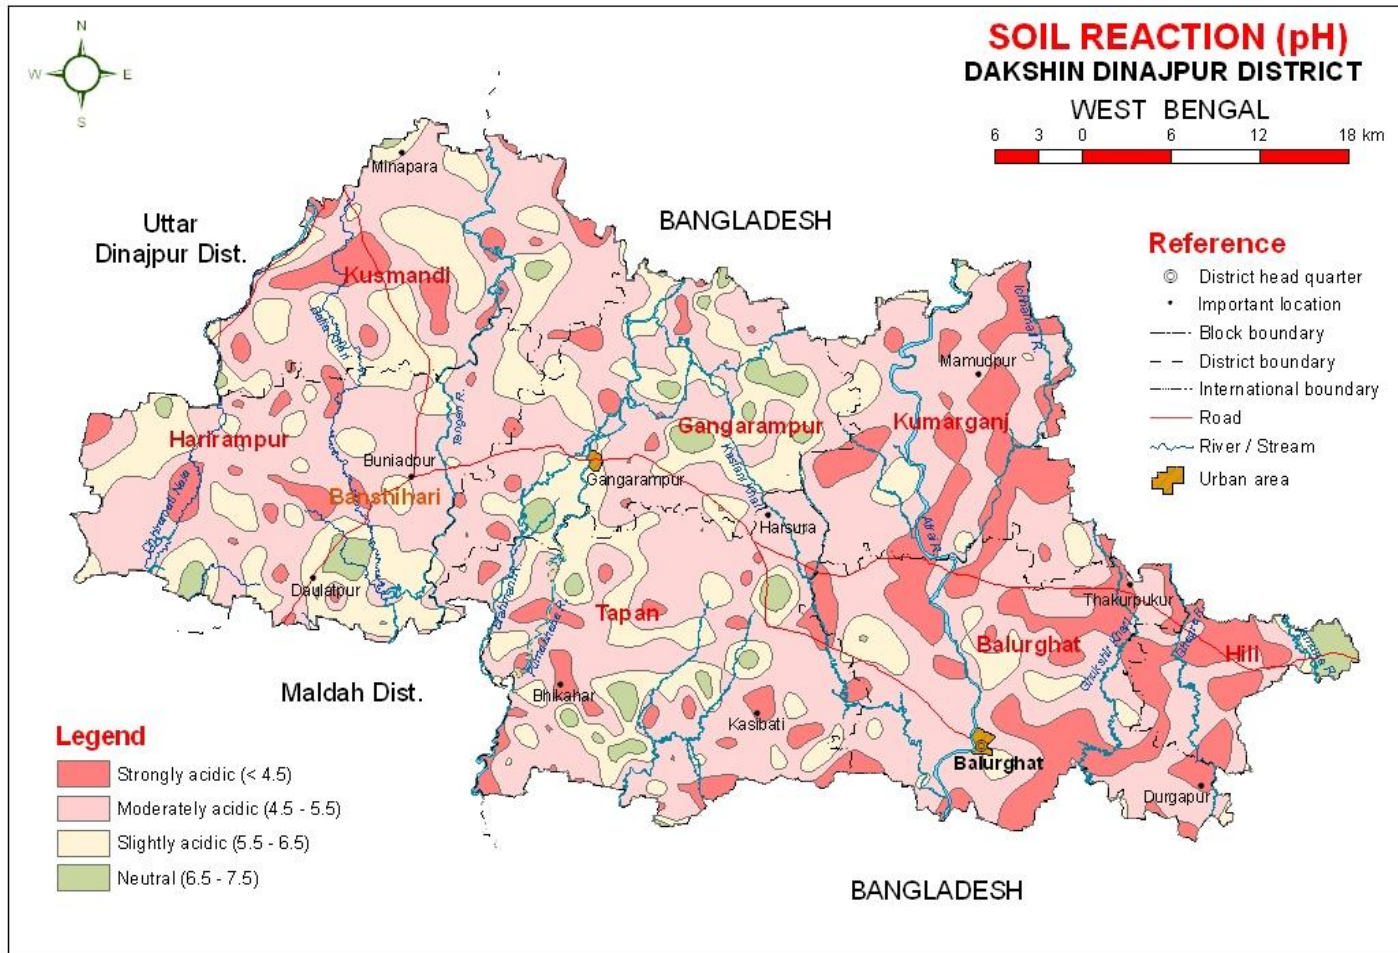 SOIL REACTION (pH)
DAKSHIN DINAJPUR DISTRICT
WEST BENGAL
6 3 0 6 12 18 km
N
W E
S
Uttar
Dinajpur Dist.
BANGLADESH
Reference
District head quarter
Important location
Block boundary
District boundary
International boundary
Road
River / Stream
Urban area
Minapara
Kusmandi
Mamudpur
Harirampur
Gangarampur
Kumarganj
Tangon R.
Buniadpur
Banshihari
Gangarampur
Harsura
Atrai R.
Daulatpur
Tapan
Thakurpukur
Balurghat
Hili
Maldah Dist.
Bhikahar
Kasibati
Balurghat
Durgapur
Legend
Strongly acidic (< 4.5)
Moderately acidic (4.5 - 5.5)
Slightly acidic (5.5 - 6.5)
Neutral (6.5 - 7.5)
BANGLADESH